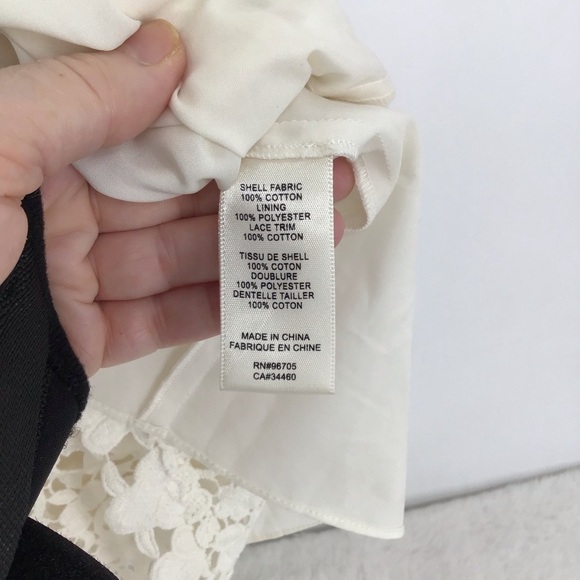 SHELL FABRIC
100% COTTON
LINING
100% POLYESTER
LACE TRIM
100% COTTON
TISSU DE SHELL
100% COTON
DOUBLURE
100% POLYESTER
DENTELLE TAILLER
100% COTON
MADE IN CHINA
FABRIQUE EN CHINE
RN#96705
CA#34460